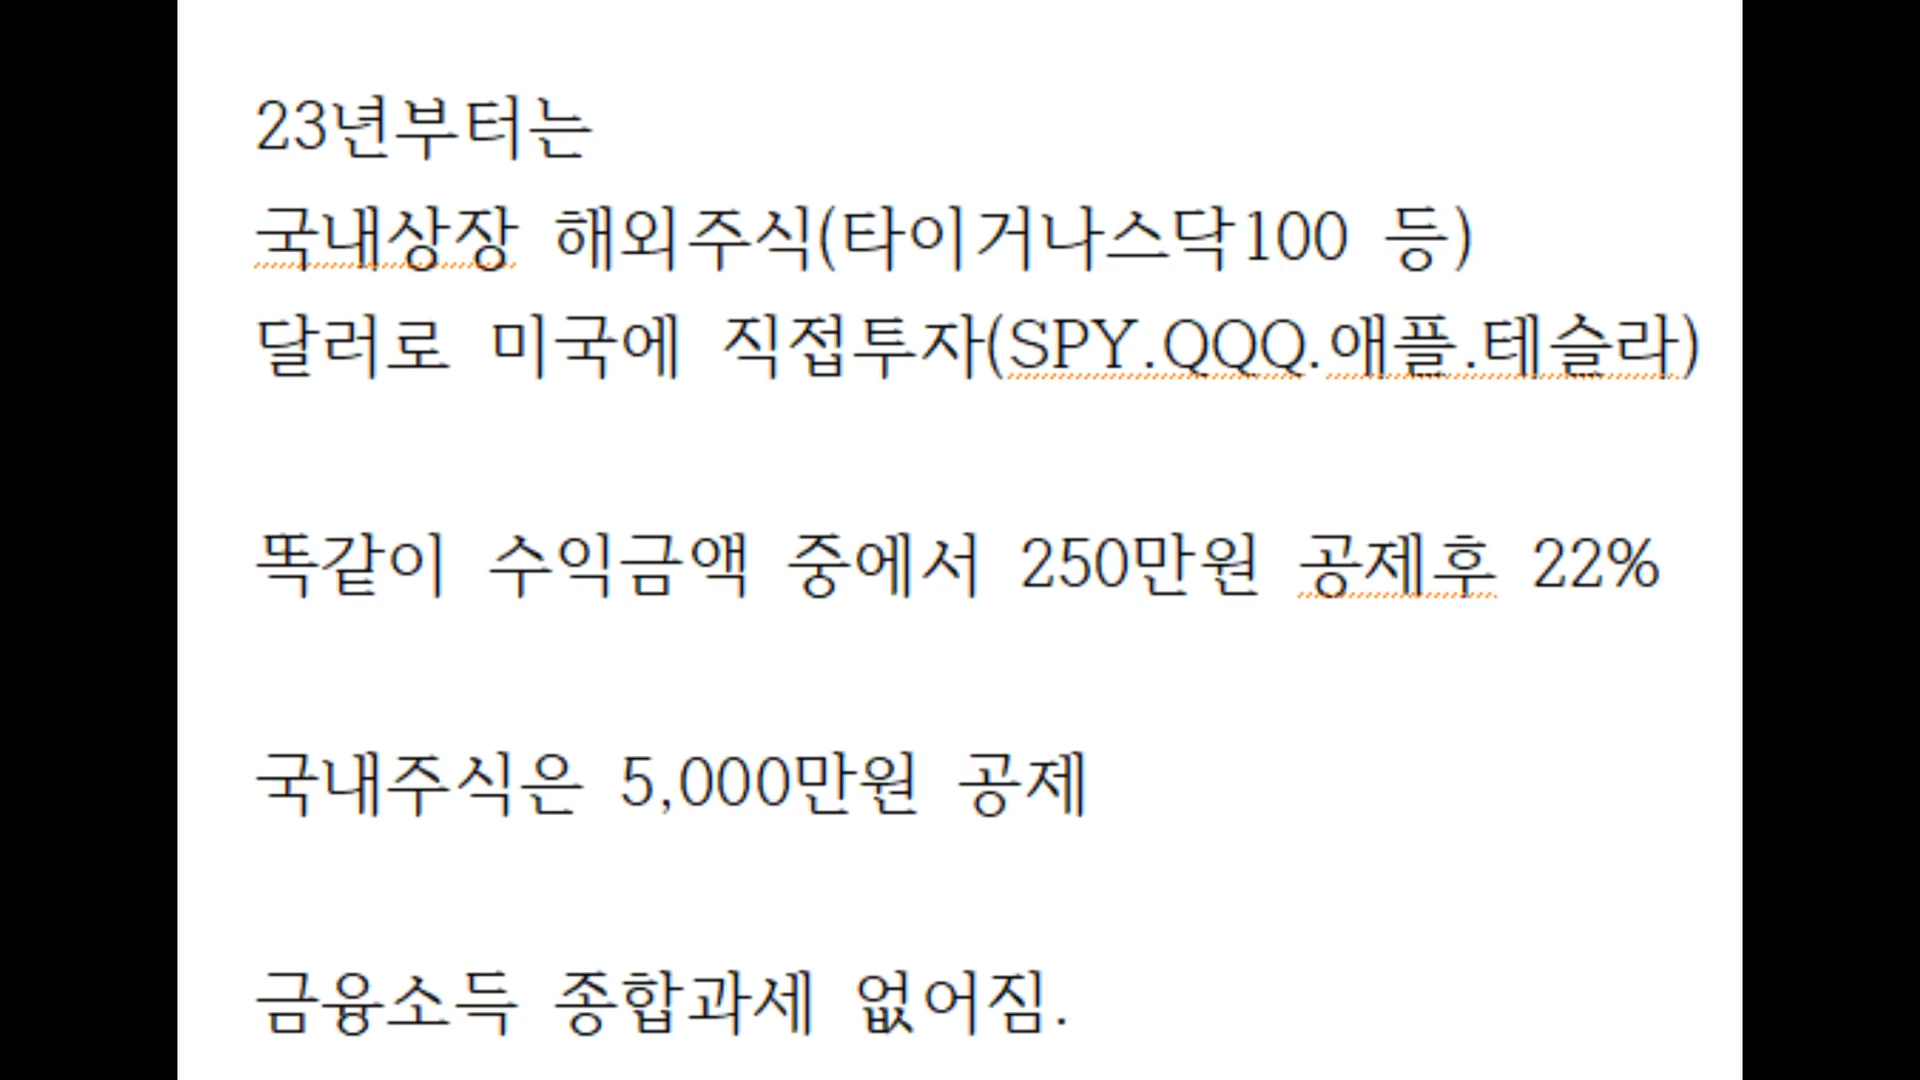 23년부터는
국내상장 해외주식(타이거나스닥100 등)
달러로 미국에 직접투자(SPY.QQQ.애플.테슬라)
똑같이 수익금액 중에서 250만원 공제후 22%
국내주식은 5,000만원 공제
금융소득 종합과세 없어짐.